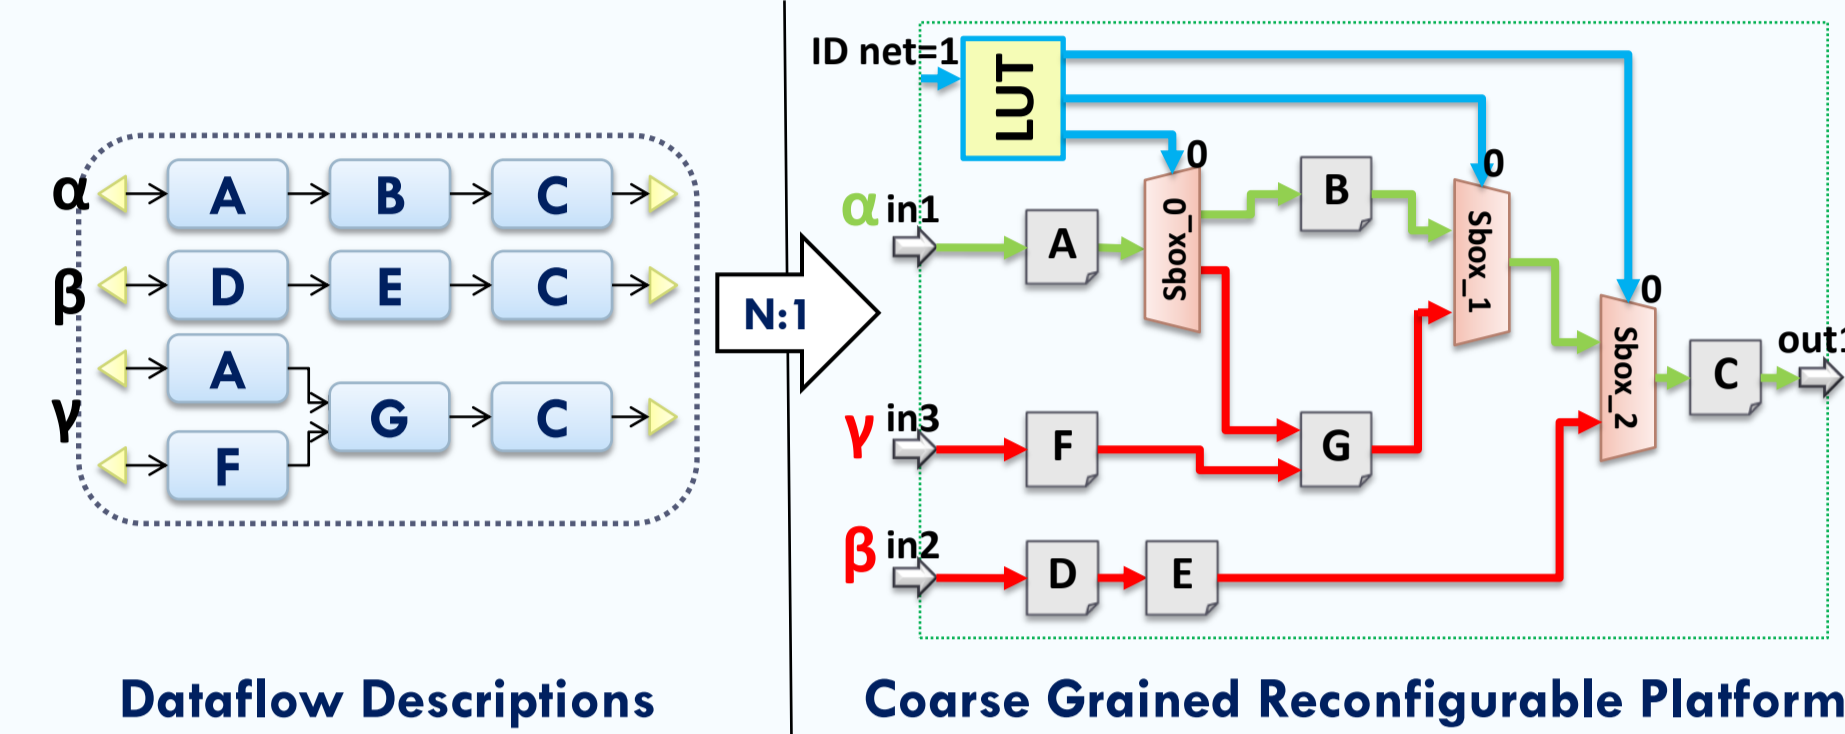 α A B C
β D E C
A
γ G C
F
Dataflow Descriptions
N:1
ID net=1
LUT
0 0 0
α in1 A Sbox_0 B Sbox_1
Sbox_2 C out1
γ in3 F G
β in2 D E
Coarse Grained Reconfigurable Platform